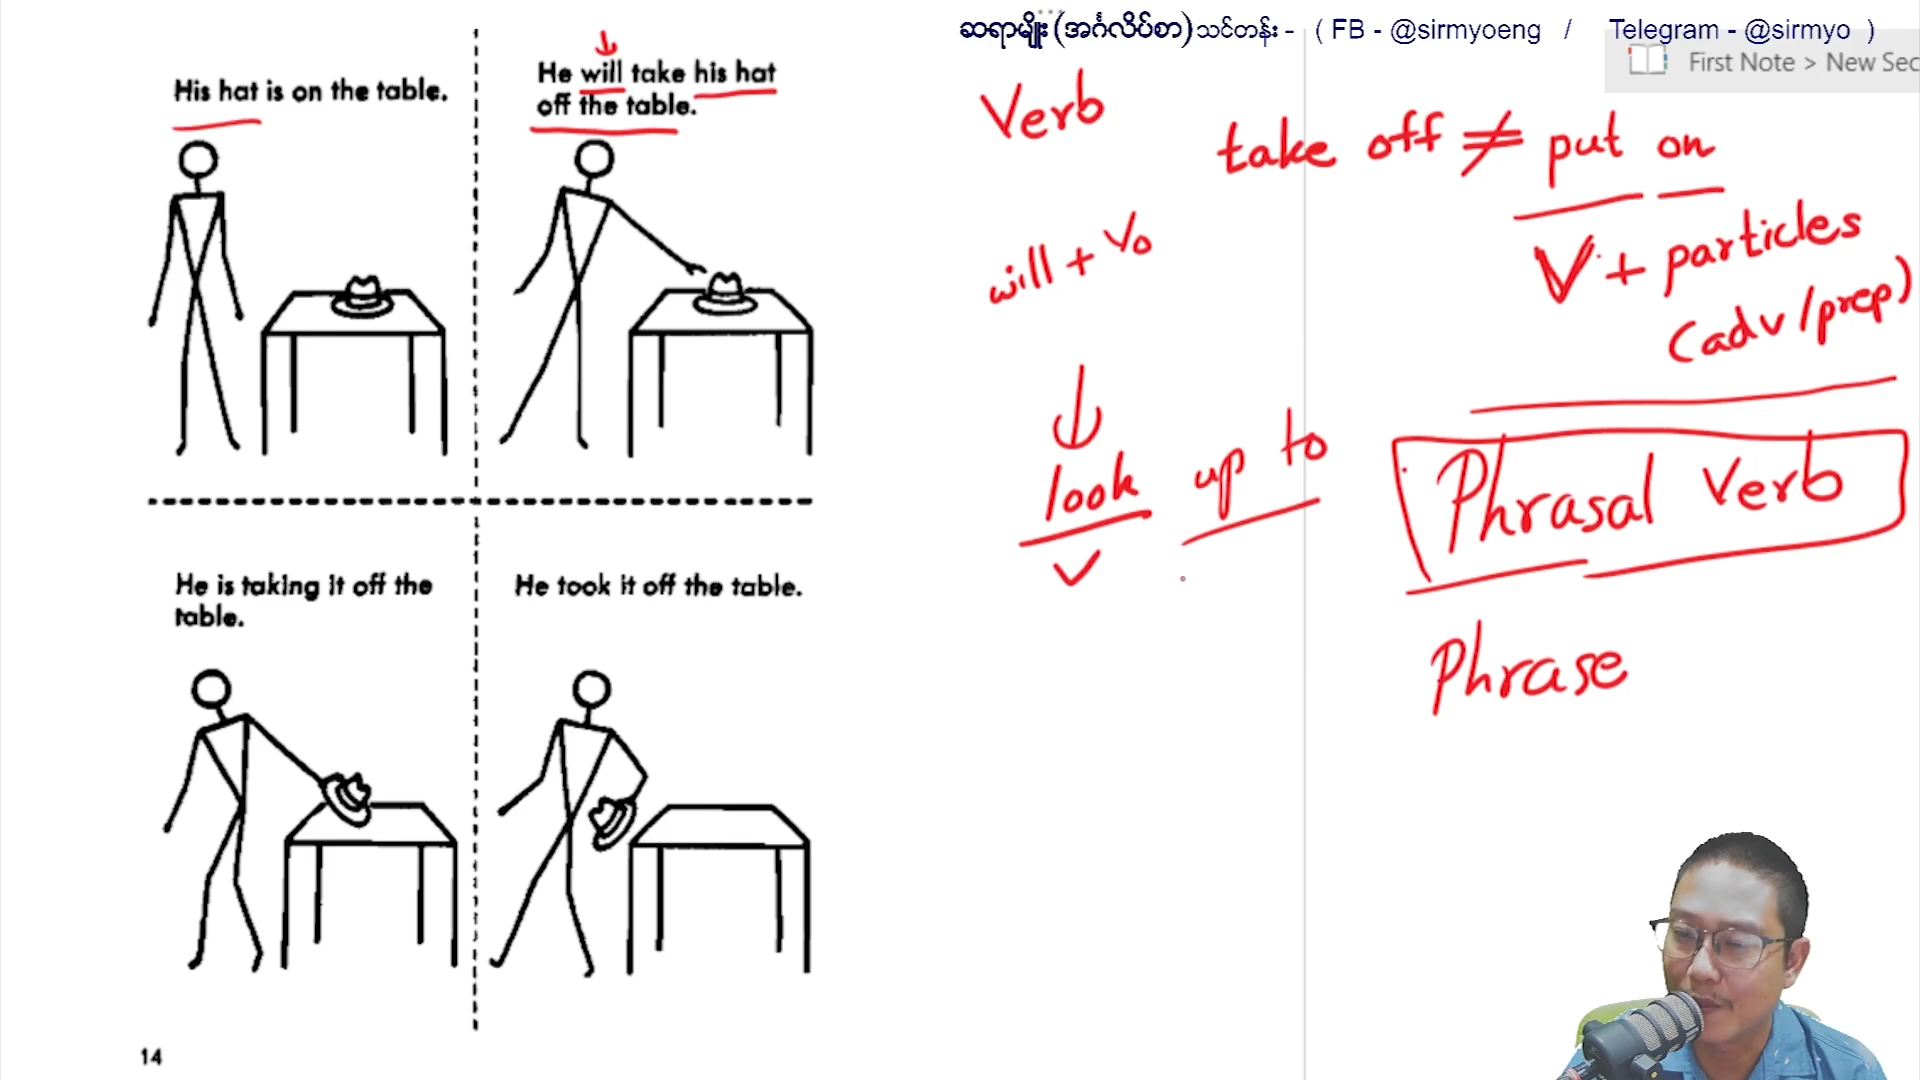 ဆရာမျိုး (အင်္ဂလိပ်စာ) သင်တန်း - ( FB - @sirmyoeng / Telegram - @sirmyo )
First Note > New Sec
His hat is on the table.
He will take his hat
off the table.
He is taking it off the
table.
He took it off the table.
14
Verb
take off ≠ put on
will + V₀
V + particles
(adv/prep)
look up to
V
Phrasal Verb
Phrase